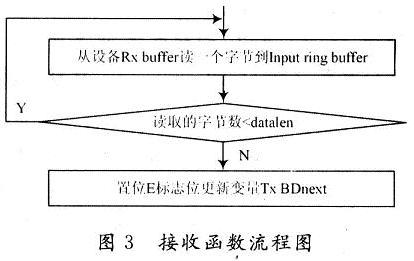 从设备Rx buffer读一个字节到Input ring buffer
Y
读取的字节数<datalen
N
置位E标志位更新变量Tx BDnext
图 3 接收函数流程图